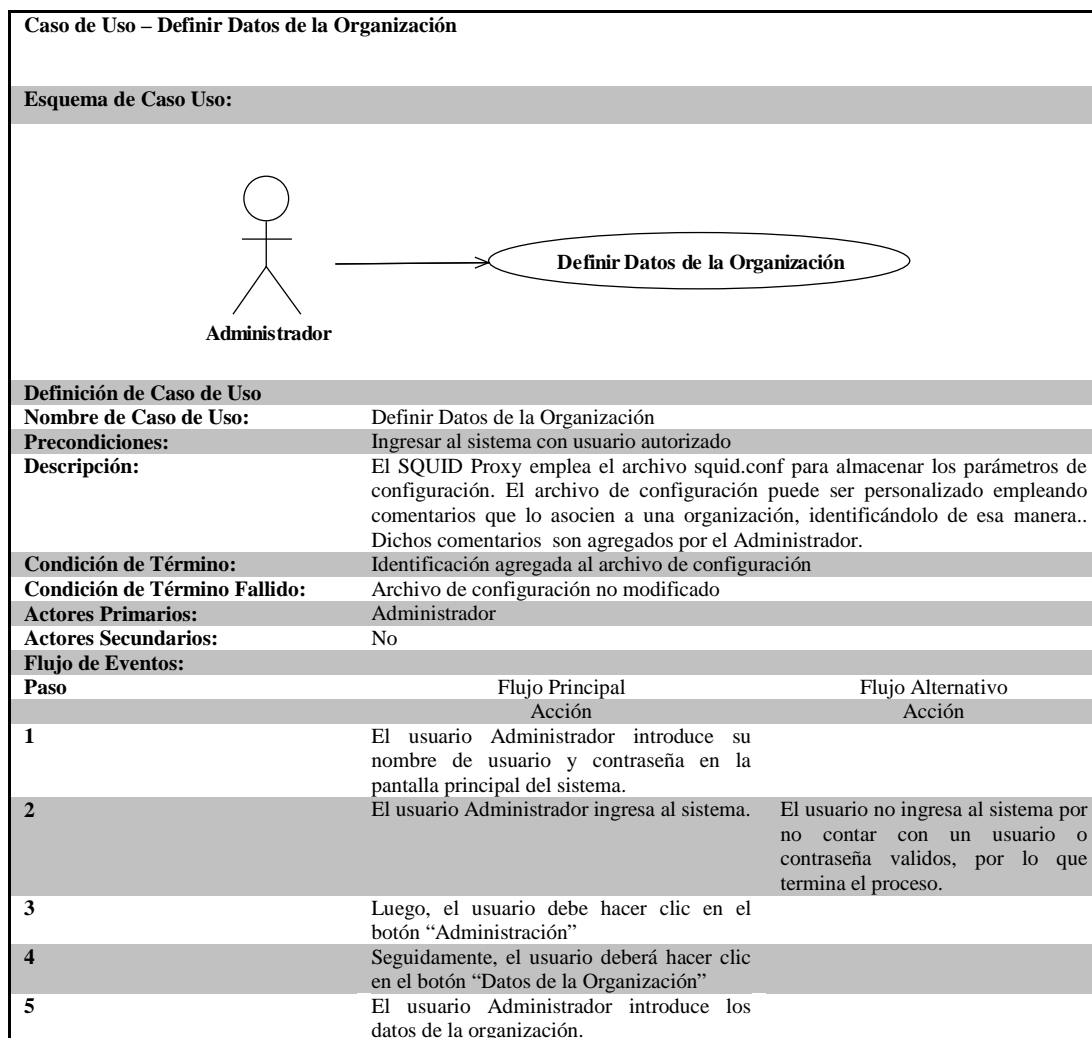 Caso de Uso – Definir Datos de la Organización
Esquema de Caso Uso:
Definir Datos de la Organización
Administrador
Definición de Caso de Uso
Nombre de Caso de Uso: Definir Datos de la Organización
Precondiciones: Ingresar al sistema con usuario autorizado
Descripción: El SQUID Proxy emplea el archivo squid.conf para almacenar los parámetros de
configuración. El archivo de configuración puede ser personalizado empleando
comentarios que lo asocien a una organización, identificándolo de esa manera..
Dichos comentarios son agregados por el Administrador.
Condición de Término: Identificación agregada al archivo de configuración
Condición de Término Fallido: Archivo de configuración no modificado
Actores Primarios: Administrador
Actores Secundarios: No
Flujo de Eventos:
Paso Flujo Principal Flujo Alternativo
Acción Acción
1 El usuario Administrador introduce su
nombre de usuario y contraseña en la
pantalla principal del sistema.
2 El usuario Administrador ingresa al sistema.
El usuario no ingresa al sistema por
no contar con un usuario o
contraseña validos, por lo que
termina el proceso.
3 Luego, el usuario debe hacer clic en el
botón “Administración”
4 Seguidamente, el usuario deberá hacer clic
en el botón “Datos de la Organización”
5 El usuario Administrador introduce los
datos de la organización.